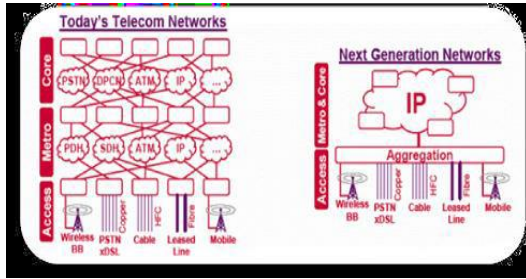 Today's Telecom Networks
Core
PSTN DPCN ATM IP ...
Metro
PDH SDH ATM IP ...
Access
Copper HFC Fibre
Wireless BB PSTN xDSL Cable Leased Line Mobile
Next Generation Networks
Metro & Core
IP
Aggregation
Access
Copper HFC Fibre
Wireless BB PSTN xDSL Cable Leased Line Mobile